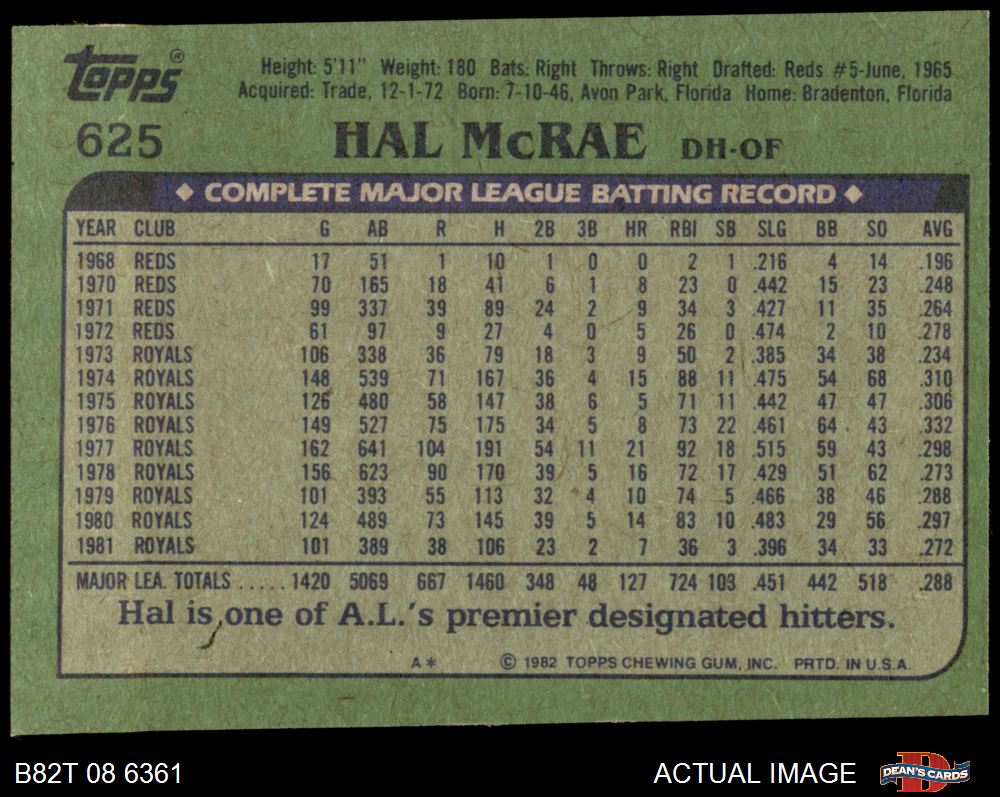 Topps®
Height: 5'11" Weight: 180 Bats: Right Throws: Right Drafted: Reds #5-June, 1965
Acquired: Trade, 12-1-72 Born: 7-10-46, Avon Park, Florida Home: Bradenton, Florida
625 HAL McRAE DH-OF
◆ COMPLETE MAJOR LEAGUE BATTING RECORD ◆
YEAR CLUB G AB R H 2B 3B HR RBI SB SLG BB SO AVG
1968 REDS 17 51 1 10 1 0 0 2 1 .216 4 14 .196
1970 REDS 70 165 18 41 6 1 8 23 0 .442 15 23 .248
1971 REDS 99 337 39 89 24 2 9 34 3 .427 11 35 .264
1972 REDS 61 97 9 27 4 0 5 26 0 .474 2 10 .278
1973 ROYALS 106 338 36 79 18 3 9 50 2 .385 34 38 .234
1974 ROYALS 148 539 71 167 36 4 15 88 11 .475 54 68 .310
1975 ROYALS 126 480 58 147 38 6 5 71 11 .442 47 47 .306
1976 ROYALS 149 527 75 175 34 5 8 73 22 .461 64 43 .332
1977 ROYALS 162 641 104 191 54 11 21 92 18 .515 59 43 .298
1978 ROYALS 156 623 90 170 39 5 16 72 17 .429 51 62 .273
1979 ROYALS 101 393 55 113 32 4 10 74 5 .466 38 46 .288
1980 ROYALS 124 489 73 145 39 5 14 83 10 .483 29 56 .297
1981 ROYALS 101 389 38 106 23 2 7 36 3 .396 34 33 .272
MAJOR LEA. TOTALS ..... 1420 5069 667 1460 348 48 127 724 103 .451 442 518 .288
Hal is one of A.L.'s premier designated hitters.
A* © 1982 TOPPS CHEWING GUM, INC. PRTD. IN U.S.A.
B82T 08 6361 ACTUAL IMAGE DEAN'S CARDS